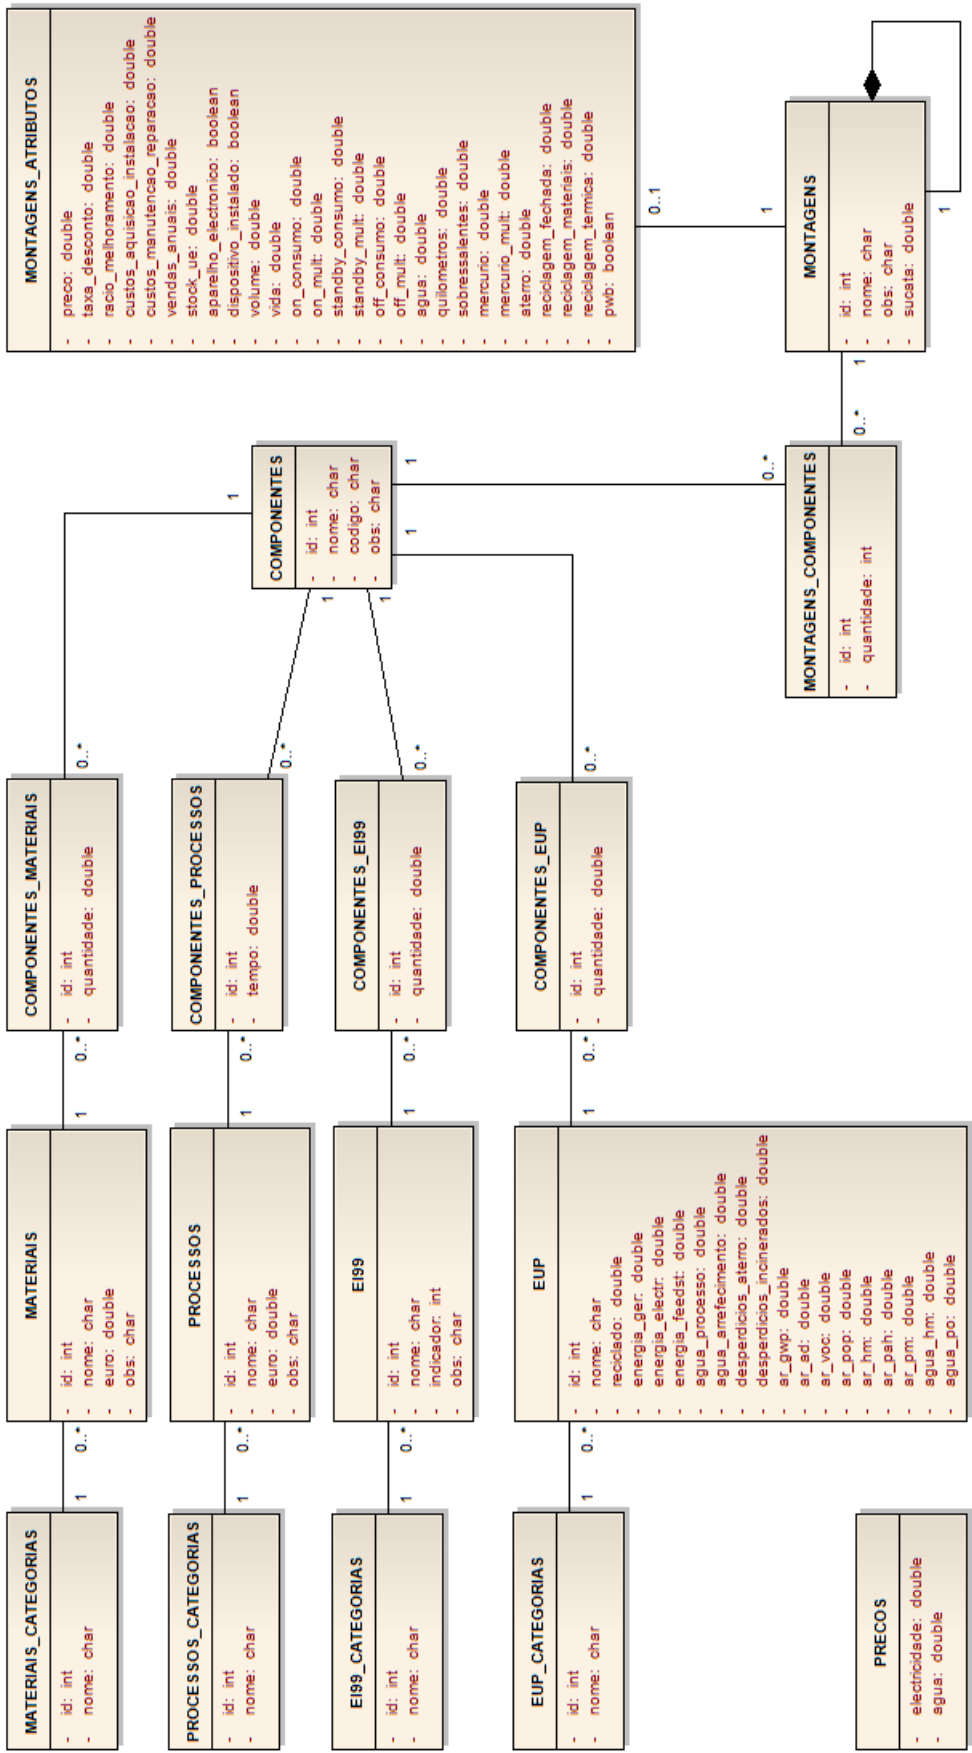 MATERIAIS_CATEGORIAS
- id: int
- nome: char
1
0..*
MATERIAIS
- id: int
- nome: char
- euro: double
- obs: char
1
0..*
COMPONENTES_MATERIAIS
- id: int
- quantidade: double
0..*
1
PROCESSOS_CATEGORIAS
- id: int
- nome: char
1
0..*
PROCESSOS
- id: int
- nome: char
- euro: double
- obs: char
1
0..*
COMPONENTES_PROCESSOS
- id: int
- tempo: double
0..*
1
EI99_CATEGORIAS
- id: int
- nome: char
1
0..*
EI99
- id: int
- nome: char
- indicador: int
- obs: char
1
0..*
COMPONENTES_EI99
- id: int
- quantidade: double
0..*
1
EUP_CATEGORIAS
- id: int
- nome: char
1
0..*
EUP
- id: int
- nome: char
- reciclado: double
- energia_ger: double
- energia_electr: double
- energia_feedst: double
- agua_processo: double
- agua_arrefecimento: double
- desperdicios_aterro: double
- desperdicios_incinerados: double
- ar_gwp: double
- ar_ad: double
- ar_voc: double
- ar_pop: double
- ar_hm: double
- ar_pah: double
- ar_pm: double
- agua_hm: double
- agua_po: double
1
0..*
COMPONENTES_EUP
- id: int
- quantidade: double
0..*
1
COMPONENTES
- id: int
- nome: char
- codigo: char
- obs: char
1
0..*
MONTAGENS_COMPONENTES
- id: int
- quantidade: int
0..*
1
MONTAGENS_ATRIBUTOS
- preco: double
- taxa_desconto: double
- racio_melhoramento: double
- custos_aquisicao_instalacao: double
- custos_manutencao_reparacao: double
- vendas_anuais: double
- stock_ue: double
- aparelho_electronico: boolean
- dispositivo_instalado: boolean
- volume: double
- vida: double
- on_consumo: double
- on_mult: double
- standby_consumo: double
- standby_mult: double
- off_consumo: double
- off_mult: double
- agua: double
- quilometros: double
- sobressalentes: double
- mercurio: double
- mercurio_mult: double
- aterro: double
- reciclagem_fechada: double
- reciclagem_materiais: double
- reciclagem_termica: double
- pwb: boolean
0..1
1
MONTAGENS
- id: int
- nome: char
- obs: char
- sucata: double
1
PRECOS
- electricidade: double
- agua: double